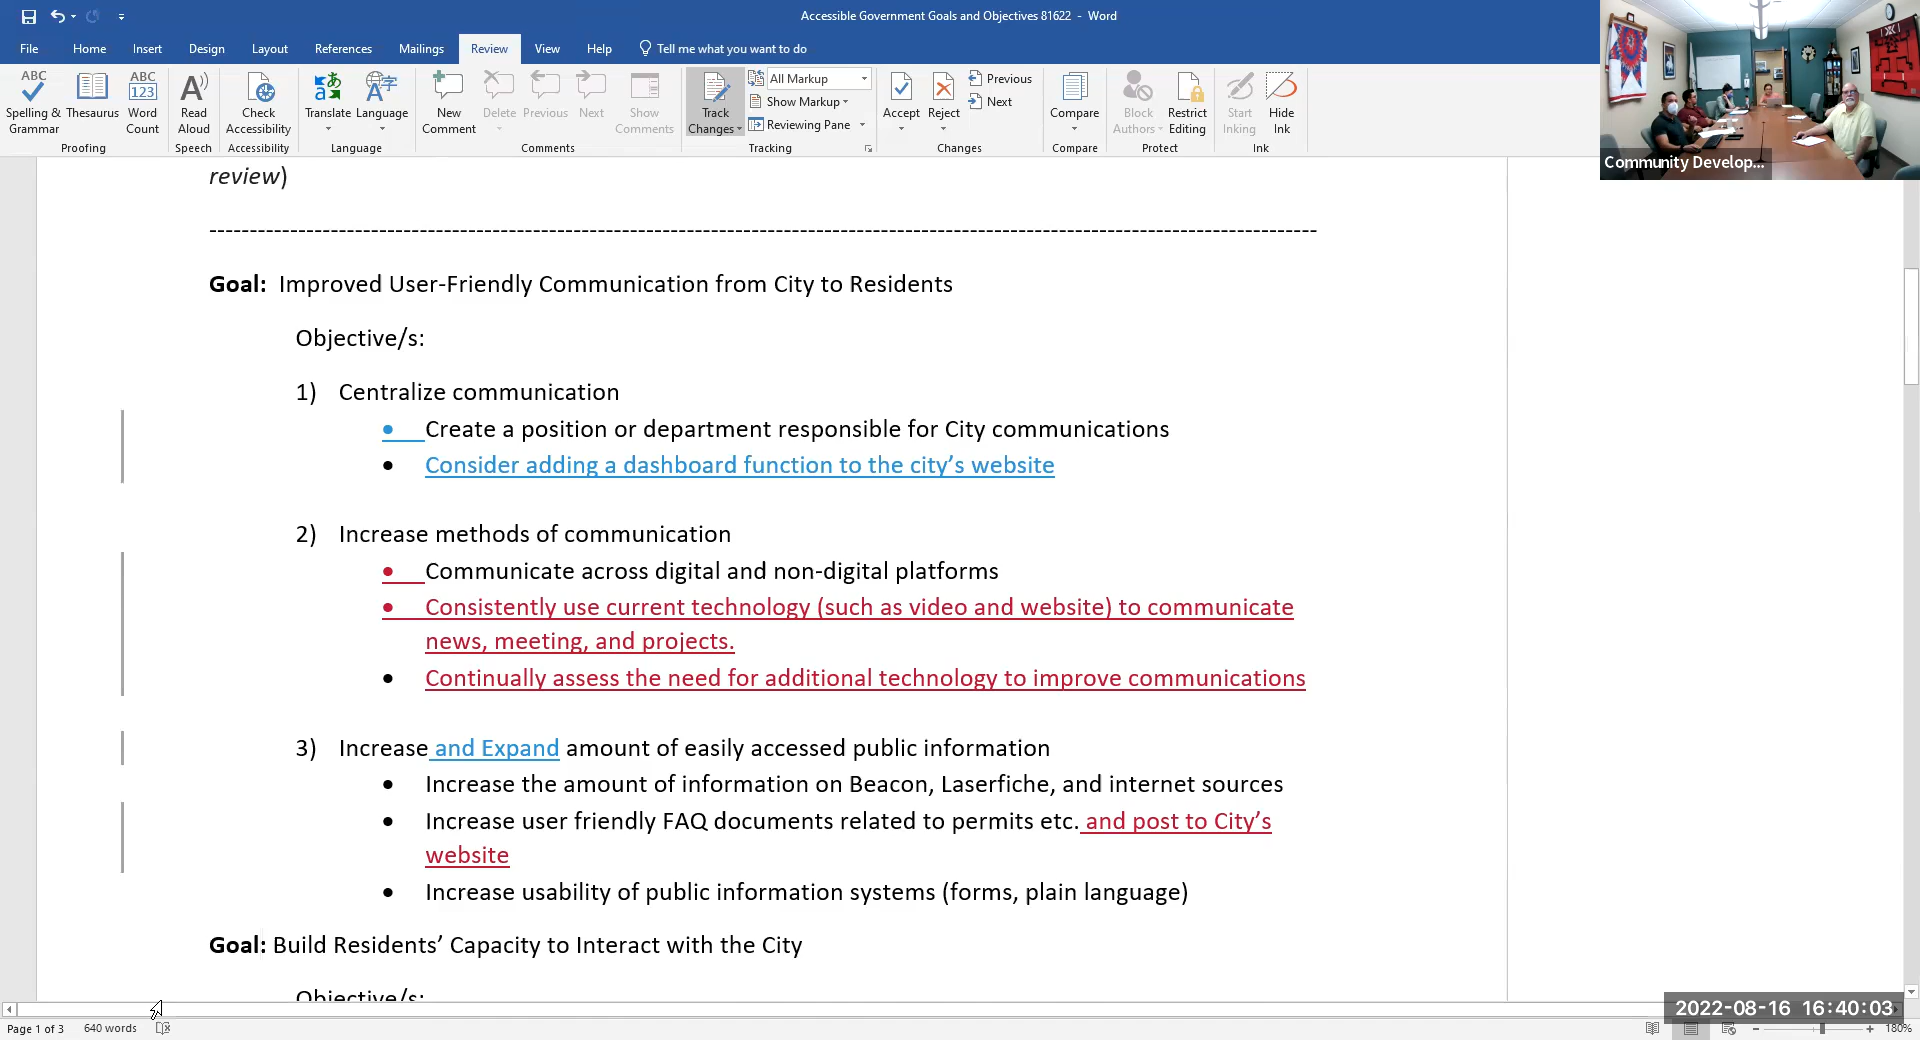 Accessible Government Goals and Objectives 81622 - Word
File Home Insert Design Layout References Mailings Review View Help Tell me what you want to do
ABC Spelling & Grammar
Thesaurus
ABC 123 Word Count
Proofing
A Read Aloud
Speech
Check Accessibility
Accessibility
Translate
Language
Language
New Comment
Delete
Previous
Next
Show Comments
Comments
Track Changes
All Markup
Show Markup
Reviewing Pane
Tracking
Accept
Reject
Previous
Next
Changes
Compare
Compare
Block Authors
Restrict Editing
Protect
Start Inking
Hide Ink
Ink
Community Develop...
review)
Goal: Improved User-Friendly Communication from City to Residents
Objective/s:
1) Centralize communication
• Create a position or department responsible for City communications
• Consider adding a dashboard function to the city’s website
2) Increase methods of communication
• Communicate across digital and non-digital platforms
• Consistently use current technology (such as video and website) to communicate
news, meeting, and projects.
• Continually assess the need for additional technology to improve communications
3) Increase and Expand amount of easily accessed public information
• Increase the amount of information on Beacon, Laserfiche, and internet sources
• Increase user friendly FAQ documents related to permits etc. and post to City’s
website
• Increase usability of public information systems (forms, plain language)
Goal: Build Residents’ Capacity to Interact with the City
Objective/s:
2022-08-16 16:40:03
Page 1 of 3 640 words
180%